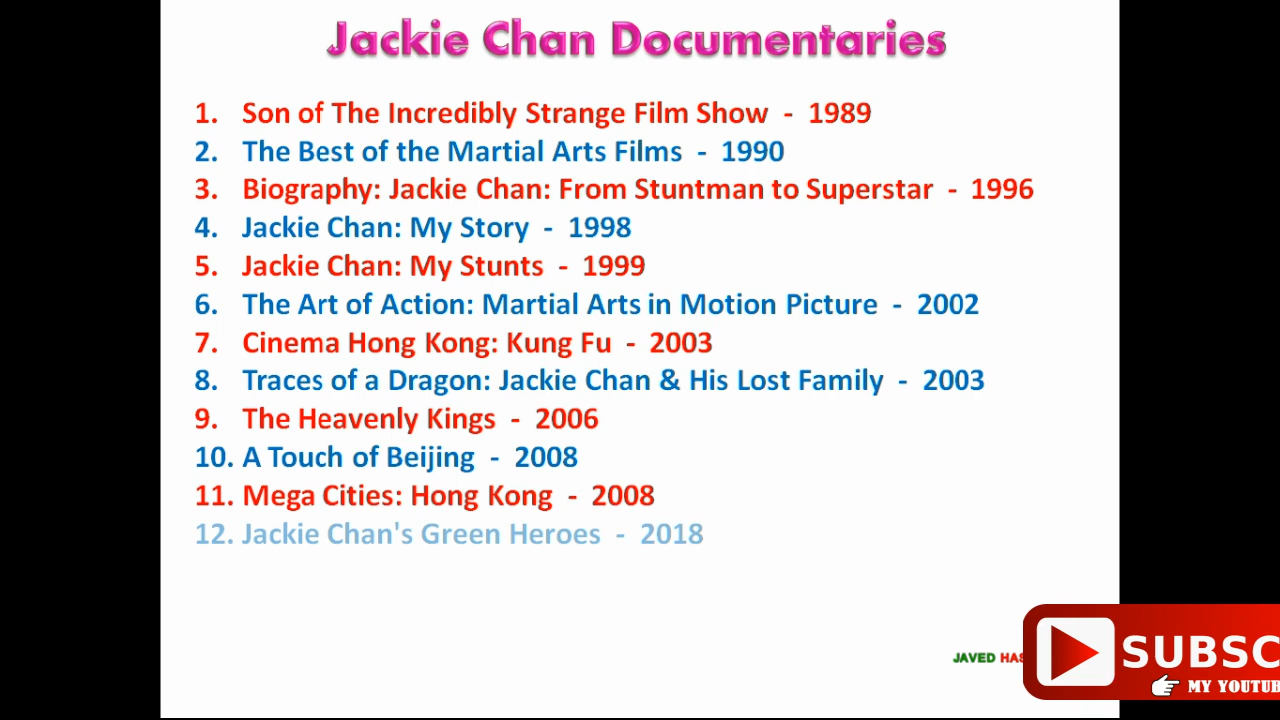 Jackie Chan Documentaries
1. Son of The Incredibly Strange Film Show - 1989
2. The Best of the Martial Arts Films - 1990
3. Biography: Jackie Chan: From Stuntman to Superstar - 1996
4. Jackie Chan: My Story - 1998
5. Jackie Chan: My Stunts - 1999
6. The Art of Action: Martial Arts in Motion Picture - 2002
7. Cinema Hong Kong: Kung Fu - 2003
8. Traces of a Dragon: Jackie Chan & His Lost Family - 2003
9. The Heavenly Kings - 2006
10. A Touch of Beijing - 2008
11. Mega Cities: Hong Kong - 2008
12. Jackie Chan's Green Heroes - 2018
JAVED
SUBSC
MY YOUTUB